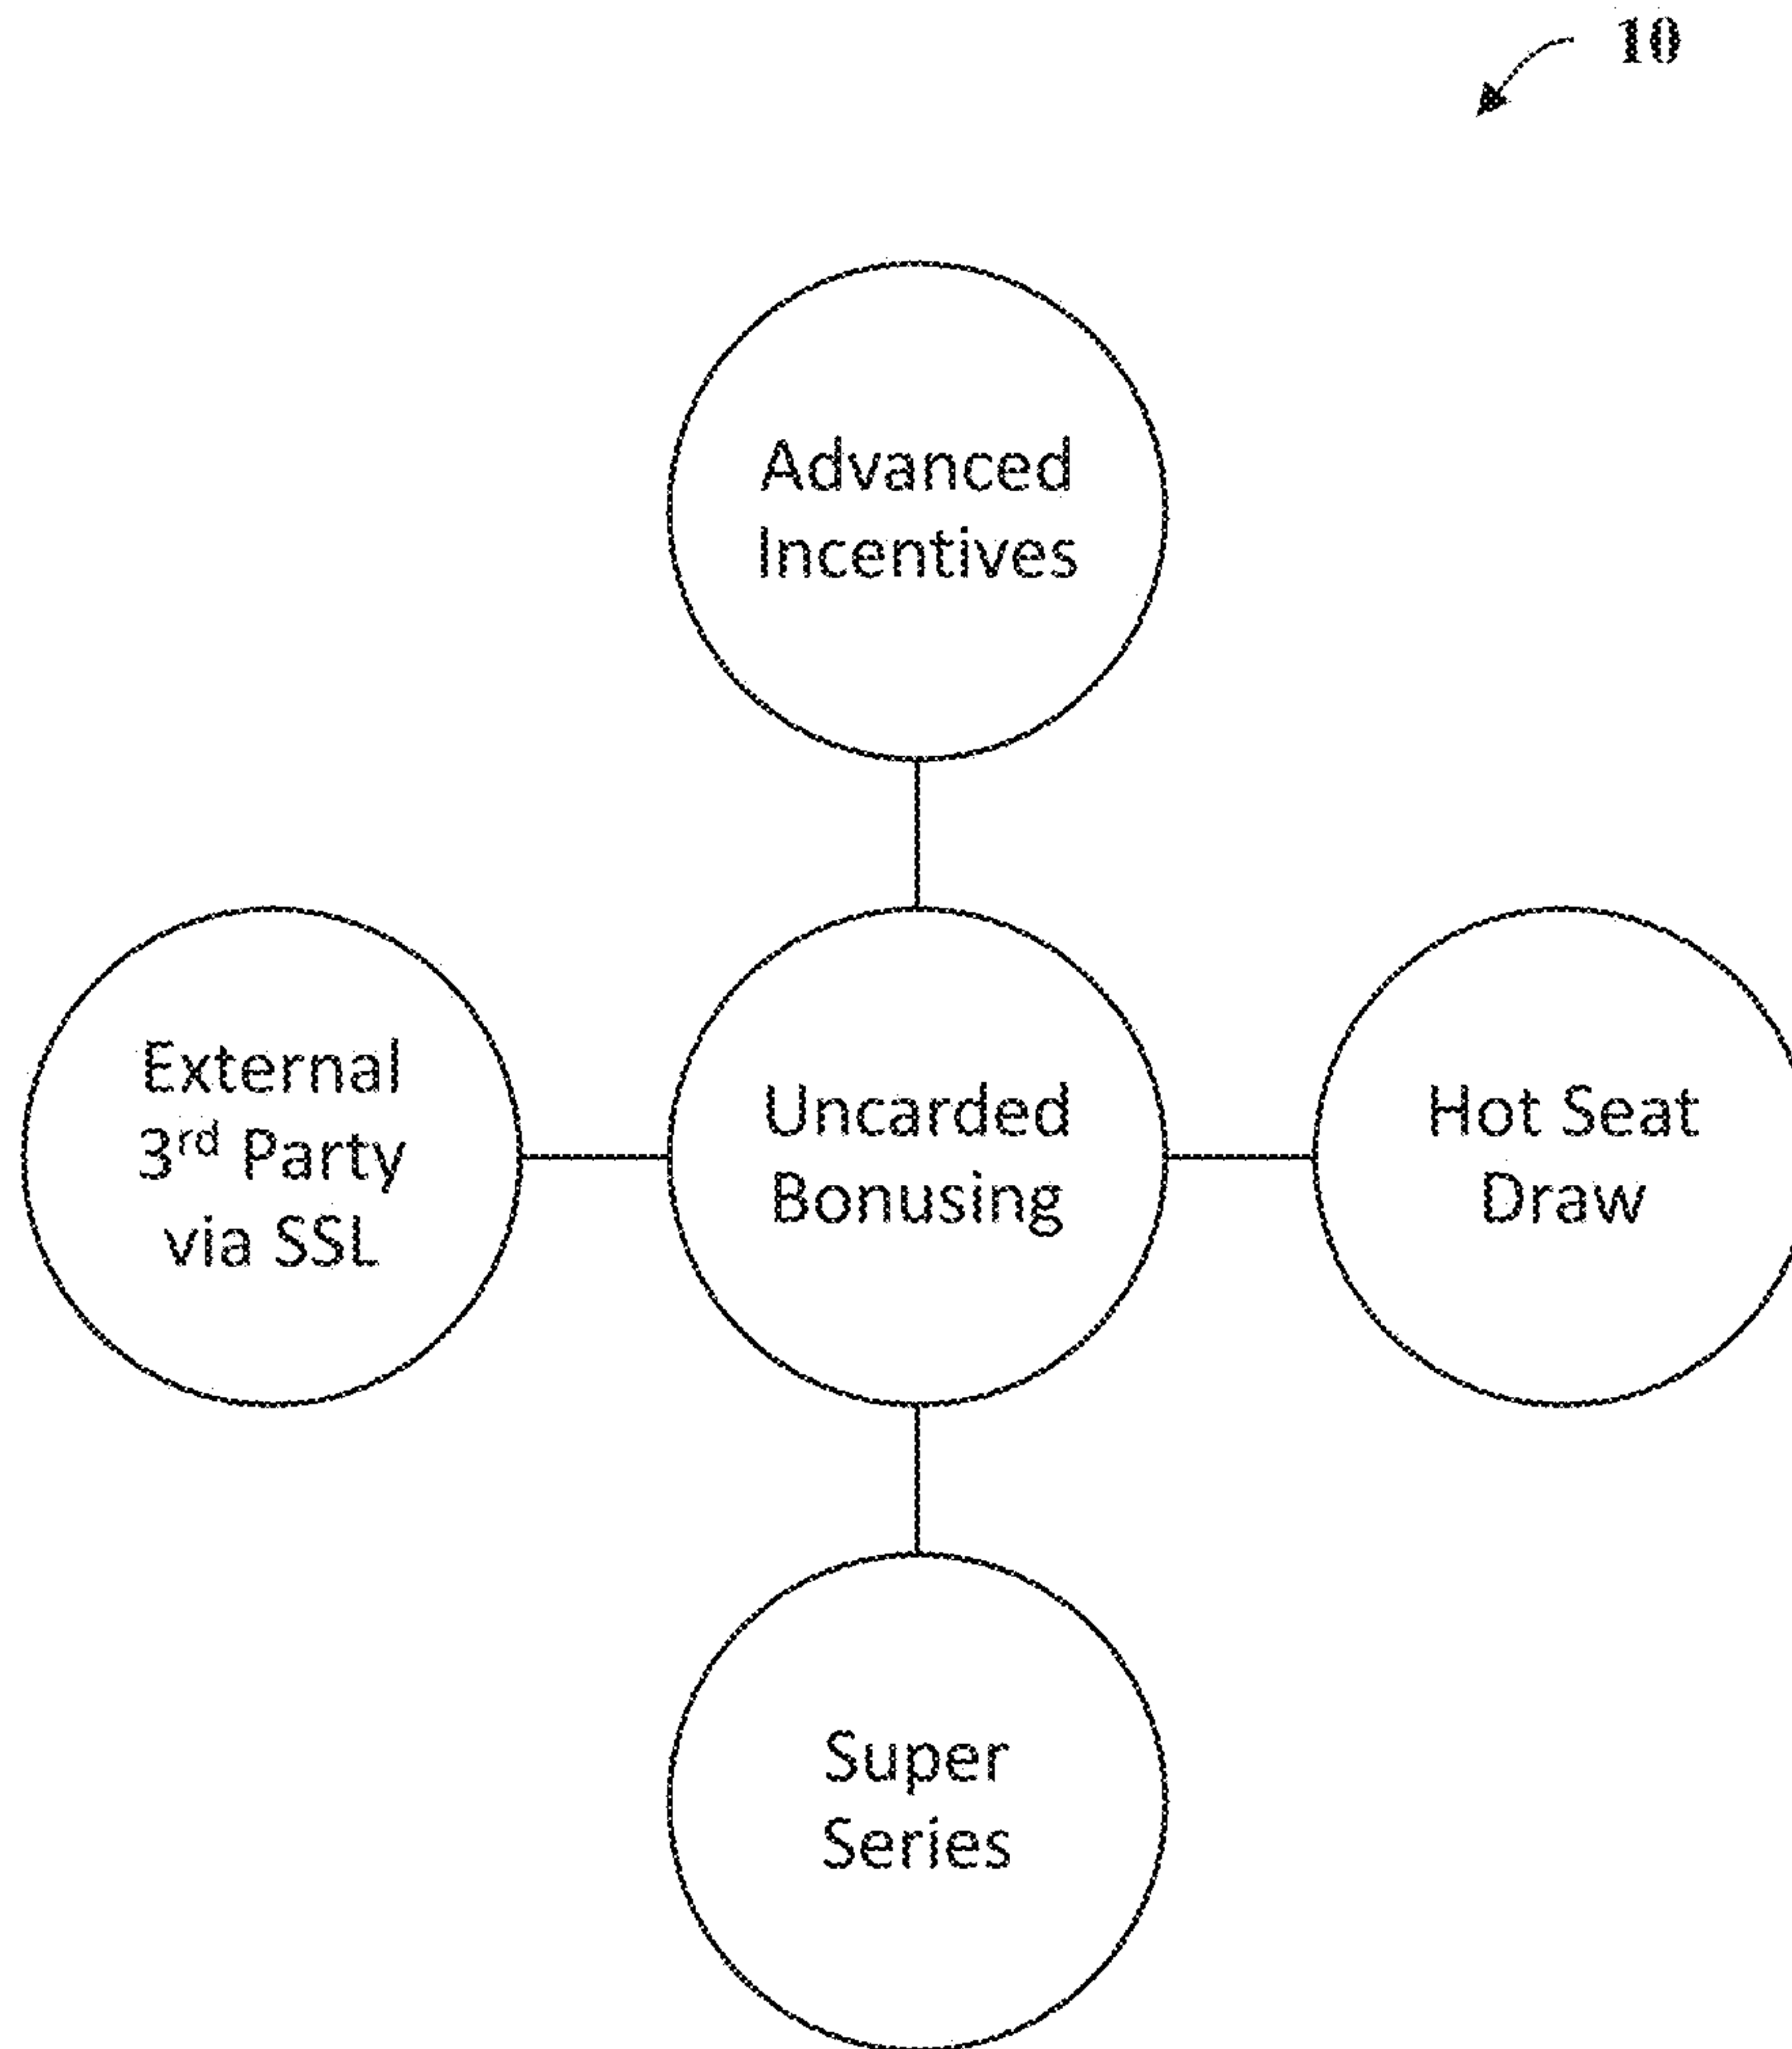 10
Advanced
Incentives
External
3rd Party
via SSL
Uncarded
Bonusing
Hot Seat
Draw
Super
Series